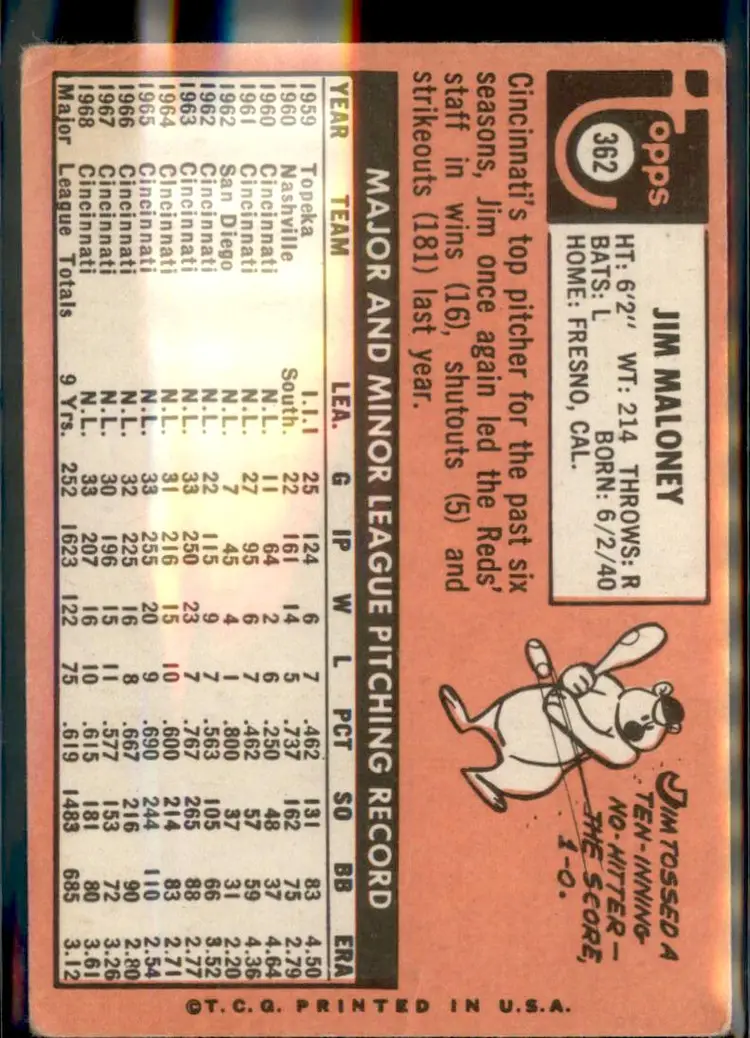 Topps
362
JIM MALONEY
HT: 6'2" WT: 214 THROWS: R
BATS: L BORN: 6/2/40
HOME: FRESNO, CAL.
Cincinnati's top pitcher for the past six
seasons, Jim once again led the Reds'
staff in wins (16), shutouts (5) and
strikeouts (181) last year.
JIM TOSSED A
TEN-INNING
NO-HITTER—
THE SCORE,
1-0.
MAJOR AND MINOR LEAGUE PITCHING RECORD
YEAR TEAM LEA. G IP W L PCT SO BB ERA
1959 Topeka I.I.I 25 124 6 7 .462 131 83 4.50
1960 Nashville South. 22 161 14 5 .737 162 75 2.79
1960 Cincinnati N.L. 11 64 2 6 .250 48 37 4.64
1961 Cincinnati N.L. 27 95 6 7 .462 57 59 4.36
1962 San Diego N.L. 7 45 4 1 .800 37 31 2.20
1962 Cincinnati N.L. 22 115 9 7 .563 105 66 3.52
1963 Cincinnati N.L. 33 250 23 7 .767 265 88 2.77
1964 Cincinnati N.L. 31 216 15 10 .600 214 83 2.71
1965 Cincinnati N.L. 33 255 20 9 .690 244 110 2.54
1966 Cincinnati N.L. 32 225 16 8 .667 216 90 2.80
1967 Cincinnati N.L. 30 196 15 11 .577 153 72 3.26
1968 Cincinnati N.L. 33 207 16 10 .615 181 80 3.61
Major League Totals 9 Yrs. 252 1623 122 75 .619 1483 685 3.12
©T.C.G. PRINTED IN U.S.A.